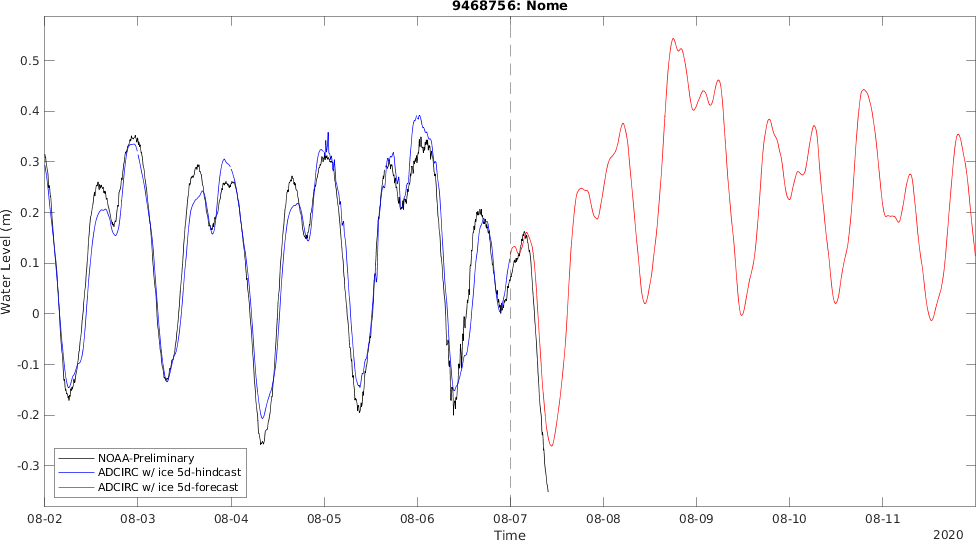 9468756: Nome
Water Level (m)
0.5
0.4
0.3
0.2
0.1
0
-0.1
-0.2
-0.3
NOAA-Preliminary
ADCIRC w/ ice 5d-hindcast
ADCIRC w/ ice 5d-forecast
08-02 08-03 08-04 08-05 08-06 08-07 08-08 08-09 08-10 08-11
Time
2020